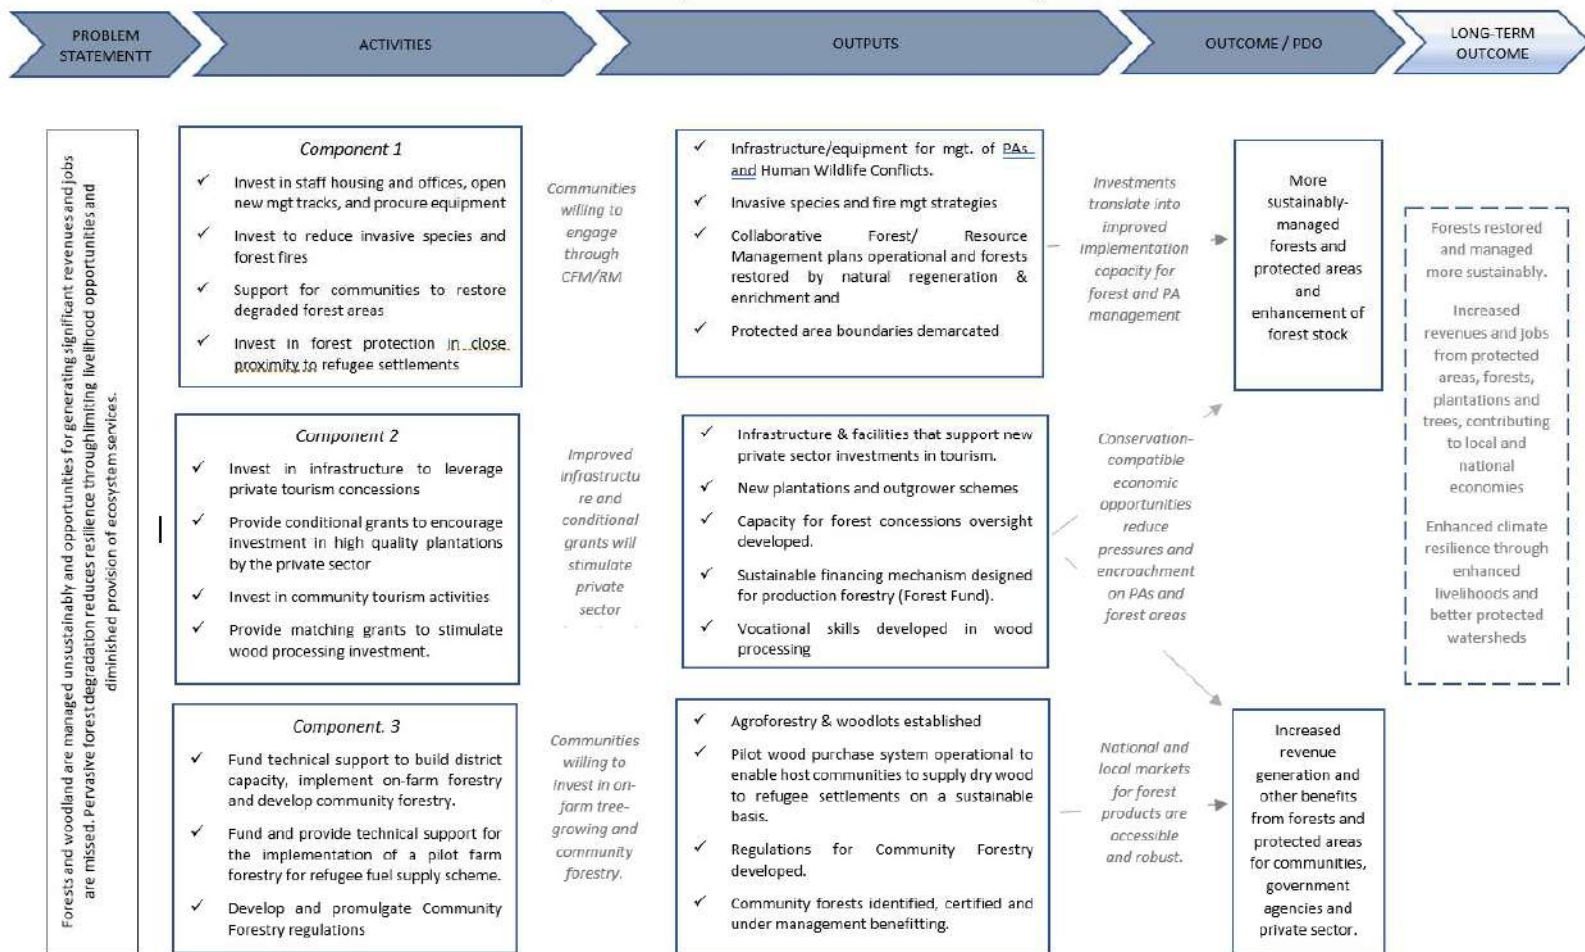 PROBLEM
STATEMENTT
ACTIVITIES
OUTPUTS
OUTCOME / PDO
LONG-TERM
OUTCOME
Forests and woodland are managed unsustainably and opportunities for generating significant revenues and jobs
are missed. Pervasive forest degradation reduces resilience through limiting livelihood opportunities and
diminished provision of ecosystem services.
Component 1
✓ Invest in staff housing and offices, open
new mgt tracks, and procure equipment
✓ Invest to reduce invasive species and
forest fires
✓ Support for communities to restore
degraded forest areas
✓ Invest in forest protection in close
proximity to refugee settlements
Communities
willing to
engage
through
CFM/RM
✓ Infrastructure/equipment for mgt. of PAs
and Human Wildlife Conflicts.
✓ Invasive species and fire mgt strategies
✓ Collaborative Forest/ Resource
Management plans operational and forests
restored by natural regeneration &
enrichment and
✓ Protected area boundaries demarcated
Investments
translate into
improved
implementation
capacity for
forest and PA
management
More
sustainably-
managed
forests and
protected areas
and
enhancement of
forest stock
Component 2
✓ Invest in infrastructure to leverage
private tourism concessions
✓ Provide conditional grants to encourage
investment in high quality plantations
by the private sector
✓ Invest in community tourism activities
✓ Provide matching grants to stimulate
wood processing investment.
Improved
infrastructu
re and
conditional
grants will
stimulate
private
sector
✓ Infrastructure & facilities that support new
private sector investments in tourism.
✓ New plantations and outgrower schemes
✓ Capacity for forest concessions oversight
developed.
✓ Sustainable financing mechanism designed
for production forestry (Forest Fund).
✓ Vocational skills developed in wood
processing
Conservation-
compatible
economic
opportunities
reduce
pressures and
encroachment
on PAs and
forest areas
Component. 3
✓ Fund technical support to build district
capacity, implement on-farm forestry
and develop community forestry.
✓ Fund and provide technical support for
the implementation of a pilot farm
forestry for refugee fuel supply scheme.
✓ Develop and promulgate Community
Forestry regulations
Communities
willing to
invest in on-
farm tree-
growing and
community
forestry.
✓ Agroforestry & woodlots established
✓ Pilot wood purchase system operational to
enable host communities to supply dry wood
to refugee settlements on a sustainable
basis.
✓ Regulations for Community Forestry
developed.
✓ Community forests identified, certified and
under management benefitting.
National and
local markets
for forest
products are
accessible
and robust.
Increased
revenue
generation and
other benefits
from forests and
protected areas
for communities,
government
agencies and
private sector.
Forests restored
and managed
more sustainably.
Increased
revenues and jobs
from protected
areas, forests,
plantations and
trees, contributing
to local and
national
economies
Enhanced climate
resilience through
enhanced
livelihoods and
better protected
watersheds